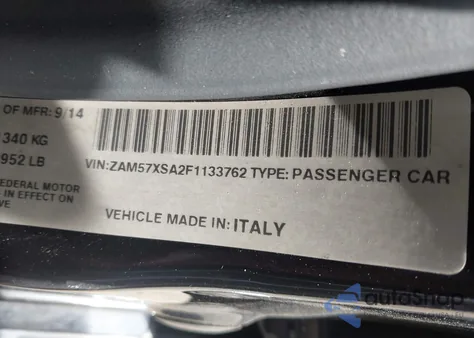 OF MFR: 9/14
340 KG
952 LB
VIN:ZAM57XSA2F1133762 TYPE: PASSENGER CAR
EDERAL MOTOR
S IN EFFECT ON
VE
VEHICLE MADE IN: ITALY
autoShop